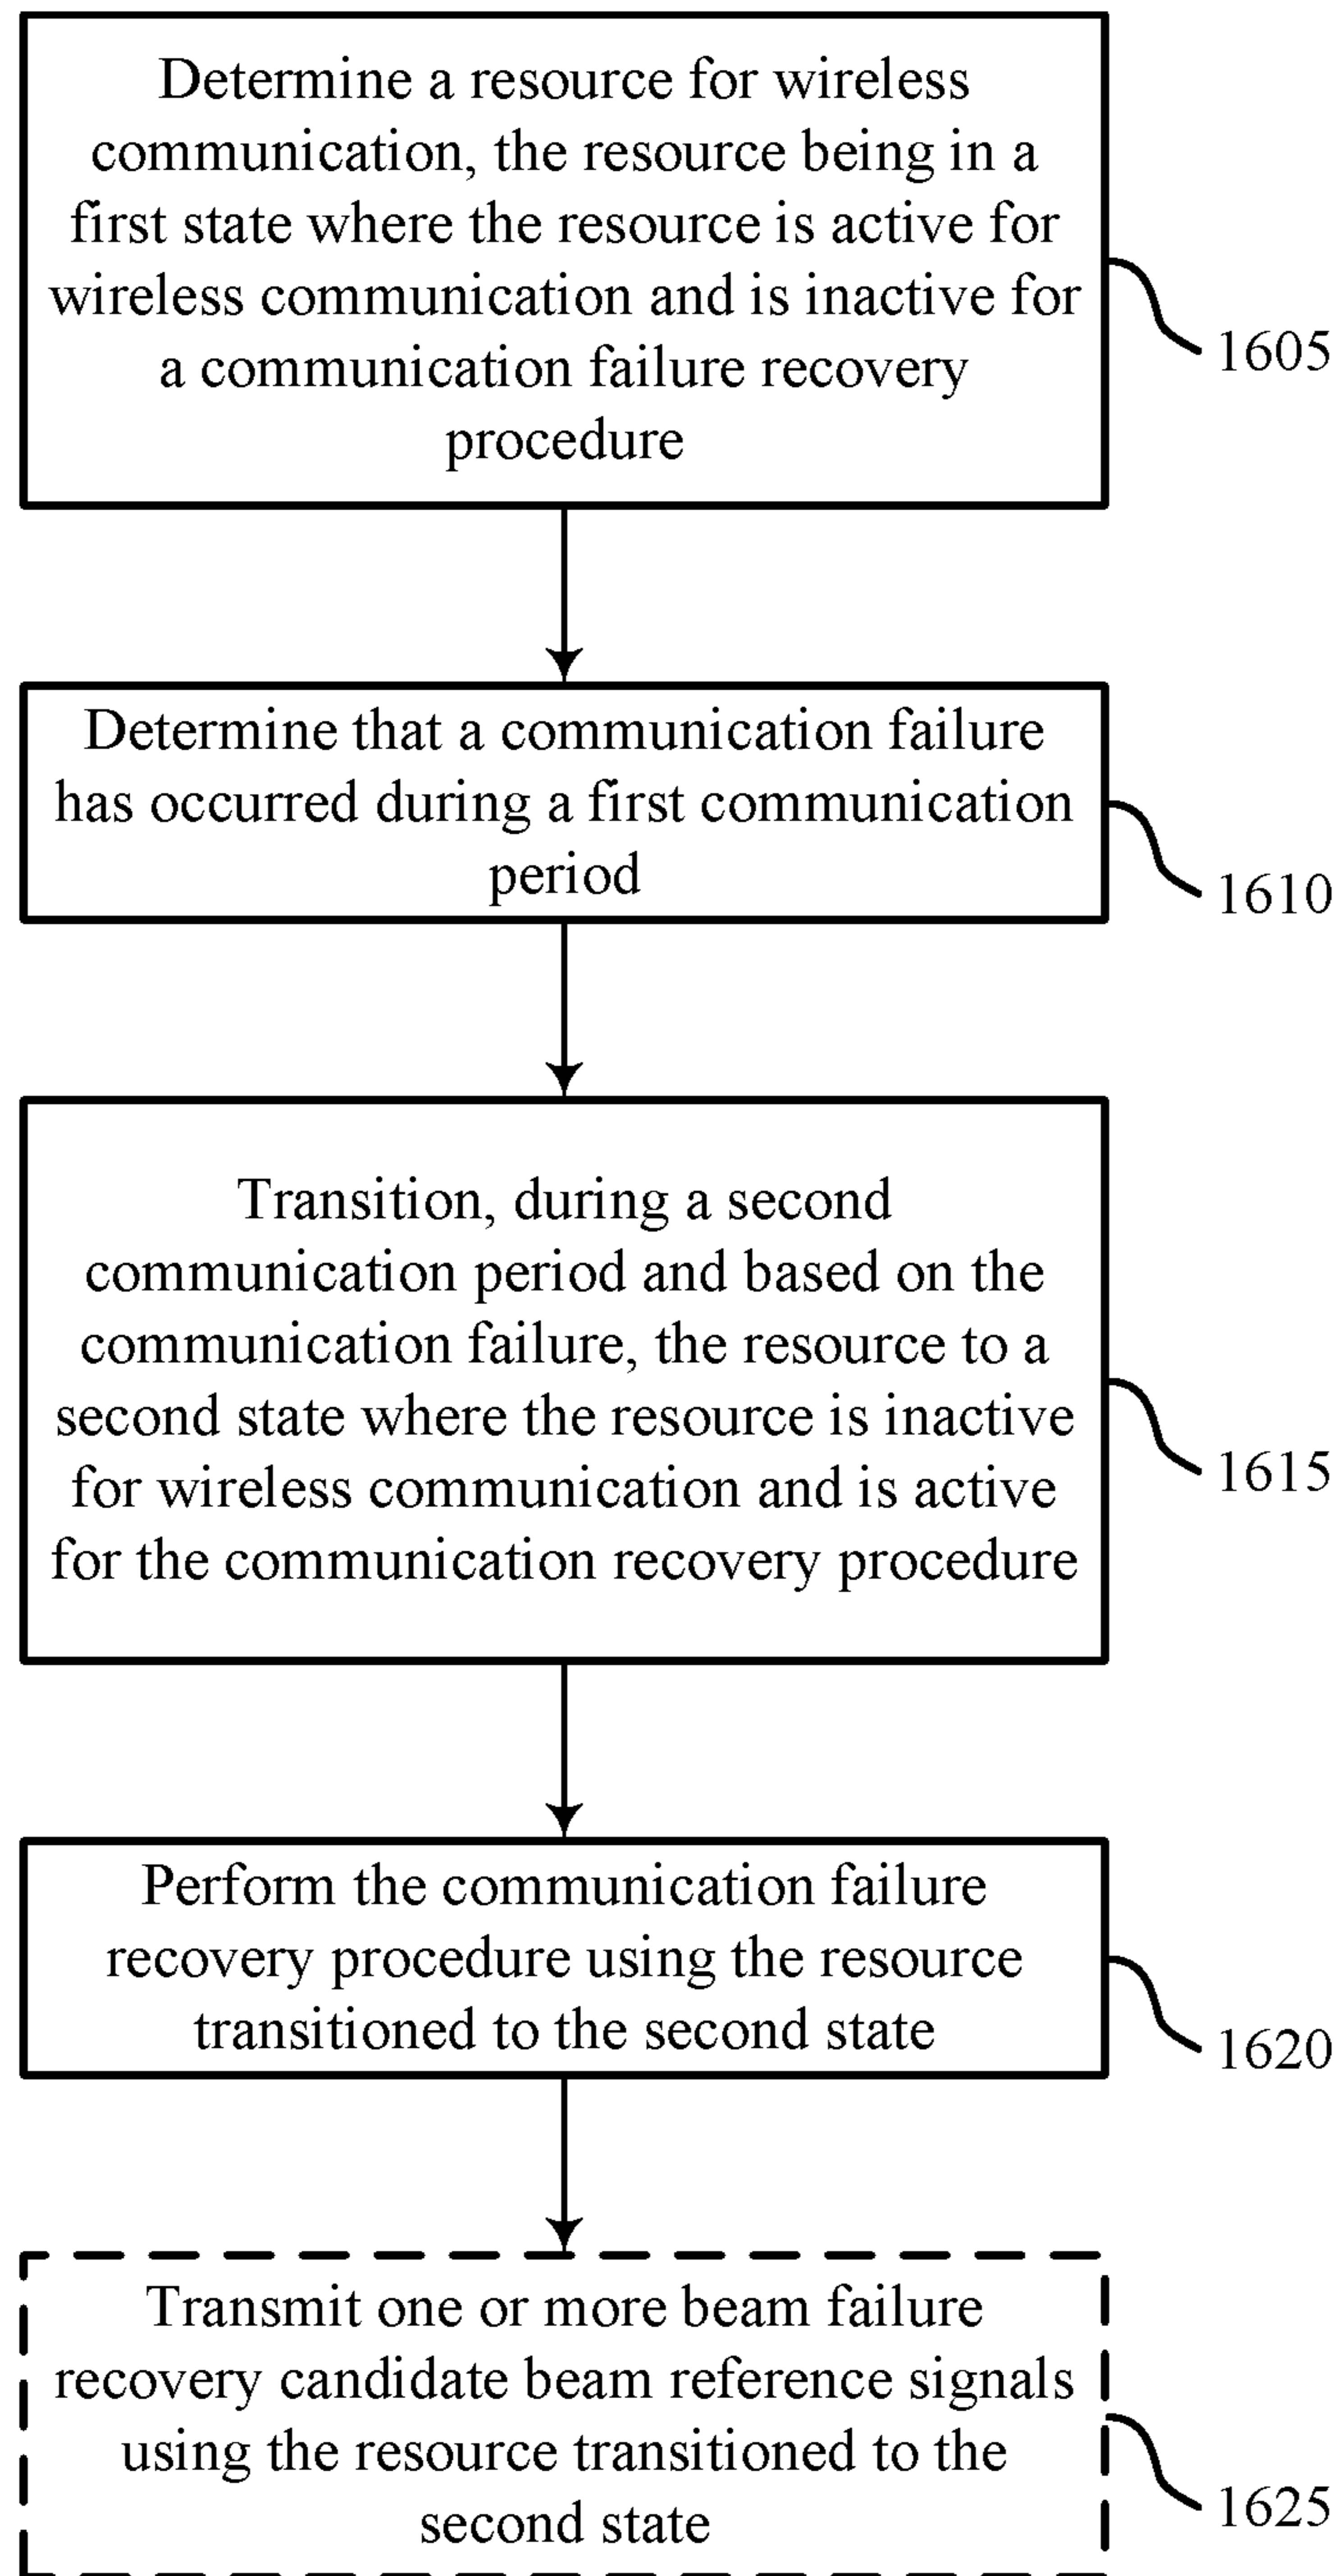 Determine a resource for wireless
communication, the resource being in a
first state where the resource is active for
wireless communication and is inactive for
a communication failure recovery
procedure
1605
Determine that a communication failure
has occurred during a first communication
period
1610
Transition, during a second
communication period and based on the
communication failure, the resource to a
second state where the resource is inactive
for wireless communication and is active
for the communication recovery procedure
1615
Perform the communication failure
recovery procedure using the resource
transitioned to the second state
1620
Transmit one or more beam failure
recovery candidate beam reference signals
using the resource transitioned to the
second state
1625